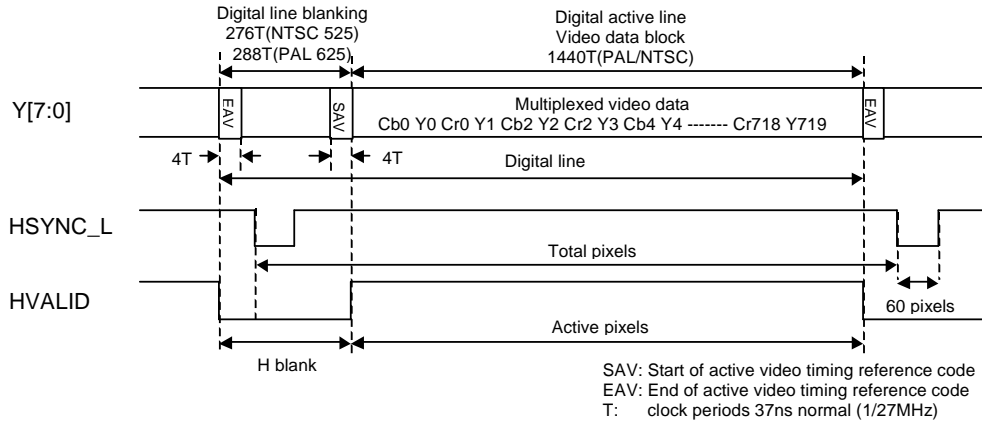 Digital line blanking
276T(NTSC 525)
288T(PAL 625)
Digital active line
Video data block
1440T(PAL/NTSC)
Y[7:0]
EAV
SAV
Multiplexed video data
Cb0 Y0 Cr0 Y1 Cb2 Y2 Cr2 Y3 Cb4 Y4 ------- Cr718 Y719
EAV
4T
4T
Digital line
HSYNC_L
Total pixels
HVALID
60 pixels
Active pixels
H blank
SAV: Start of active video timing reference code
EAV: End of active video timing reference code
T: clock periods 37ns normal (1/27MHz)